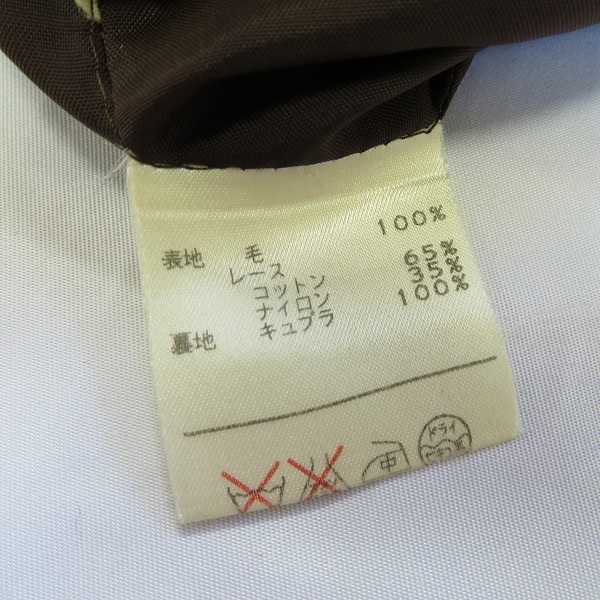 表地 毛 100%
レース
コットン 65%
ナイロン 35%
裏地 キュプラ 100%
中
ドライ